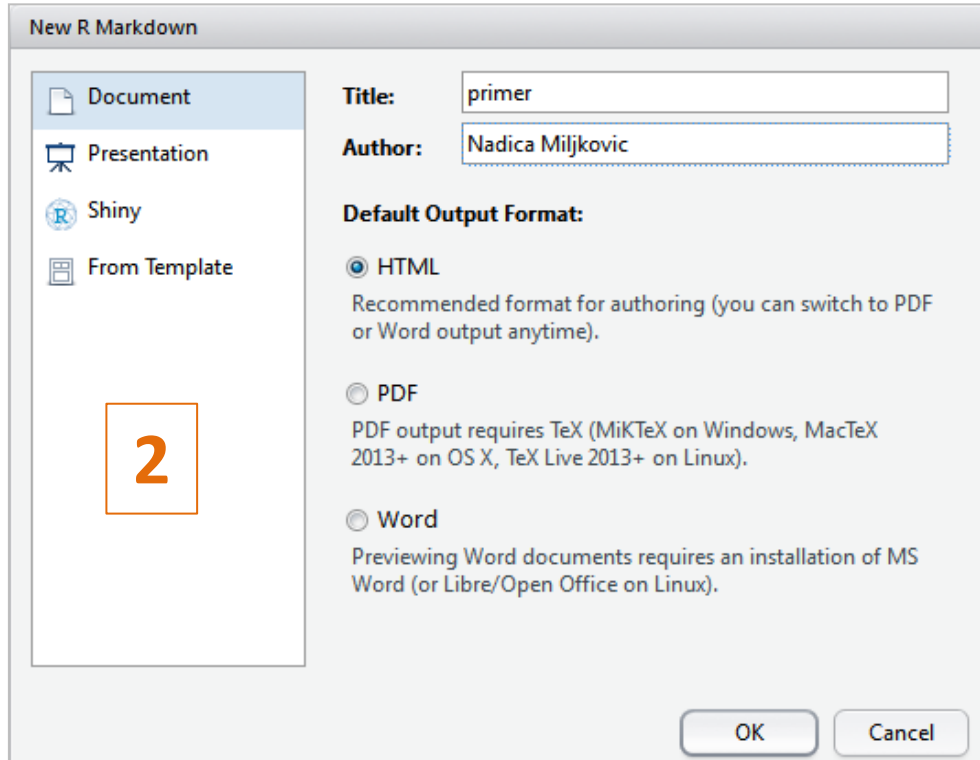 New R Markdown
Document
Presentation
R Shiny
From Template
2
Title: primer
Author: Nadica Miljkovic
Default Output Format:
HTML
Recommended format for authoring (you can switch to PDF
or Word output anytime).
PDF
PDF output requires TeX (MiKTeX on Windows, MacTeX
2013+ on OS X, TeX Live 2013+ on Linux).
Word
Previewing Word documents requires an installation of MS
Word (or Libre/Open Office on Linux).
OK Cancel